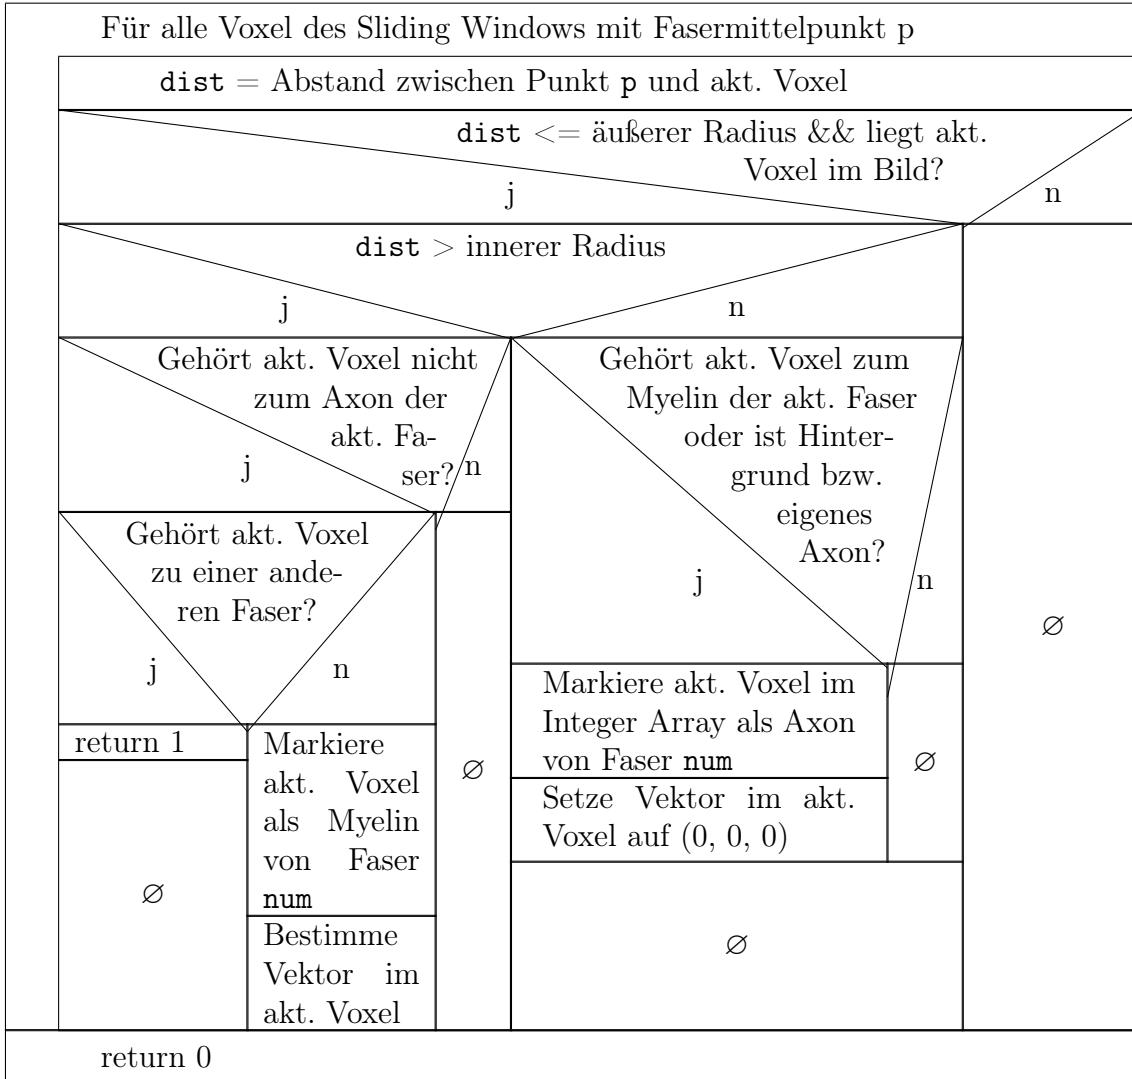 Für alle Voxel des Sliding Windows mit Fasermittelpunkt p
dist = Abstand zwischen Punkt p und akt. Voxel
dist <= äußerer Radius && liegt akt.
Voxel im Bild?
j
n
dist > innerer Radius
j
n
Gehört akt. Voxel nicht
zum Axon der
akt. Fa-
ser?
j
n
Gehört akt. Voxel zum
Myelin der akt. Faser
oder ist Hinter-
grund bzw.
eigenes
Axon?
j
n
Gehört akt. Voxel
zu einer ande-
ren Faser?
j
n
return 1
∅
Markiere
akt. Voxel
als Myelin
von Faser
num
Bestimme
Vektor im
akt. Voxel
∅
Markiere akt. Voxel im
Integer Array als Axon
von Faser num
Setze Vektor im akt.
Voxel auf (0, 0, 0)
∅
∅
∅
return 0